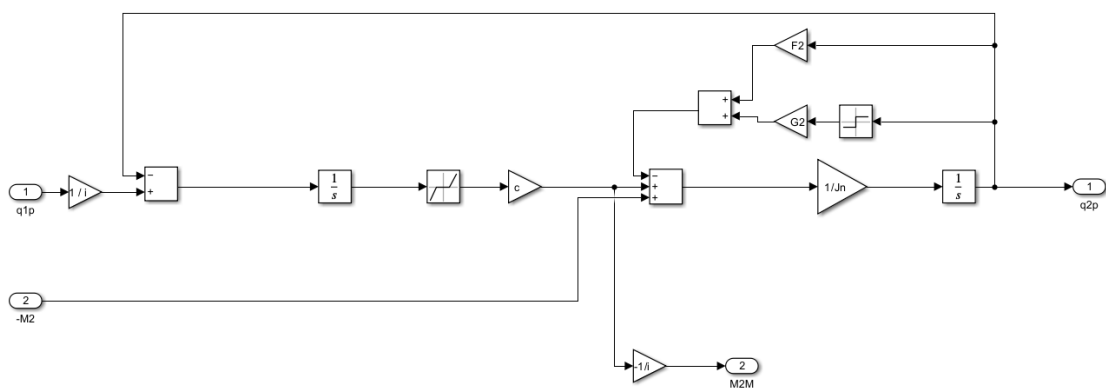 F2
+
+
G2
−
+
1
q1p
1 / i
1
s
c
−
+
+
1/Jn
1
s
1
q2p
2
-M2
-1/i
2
M2M